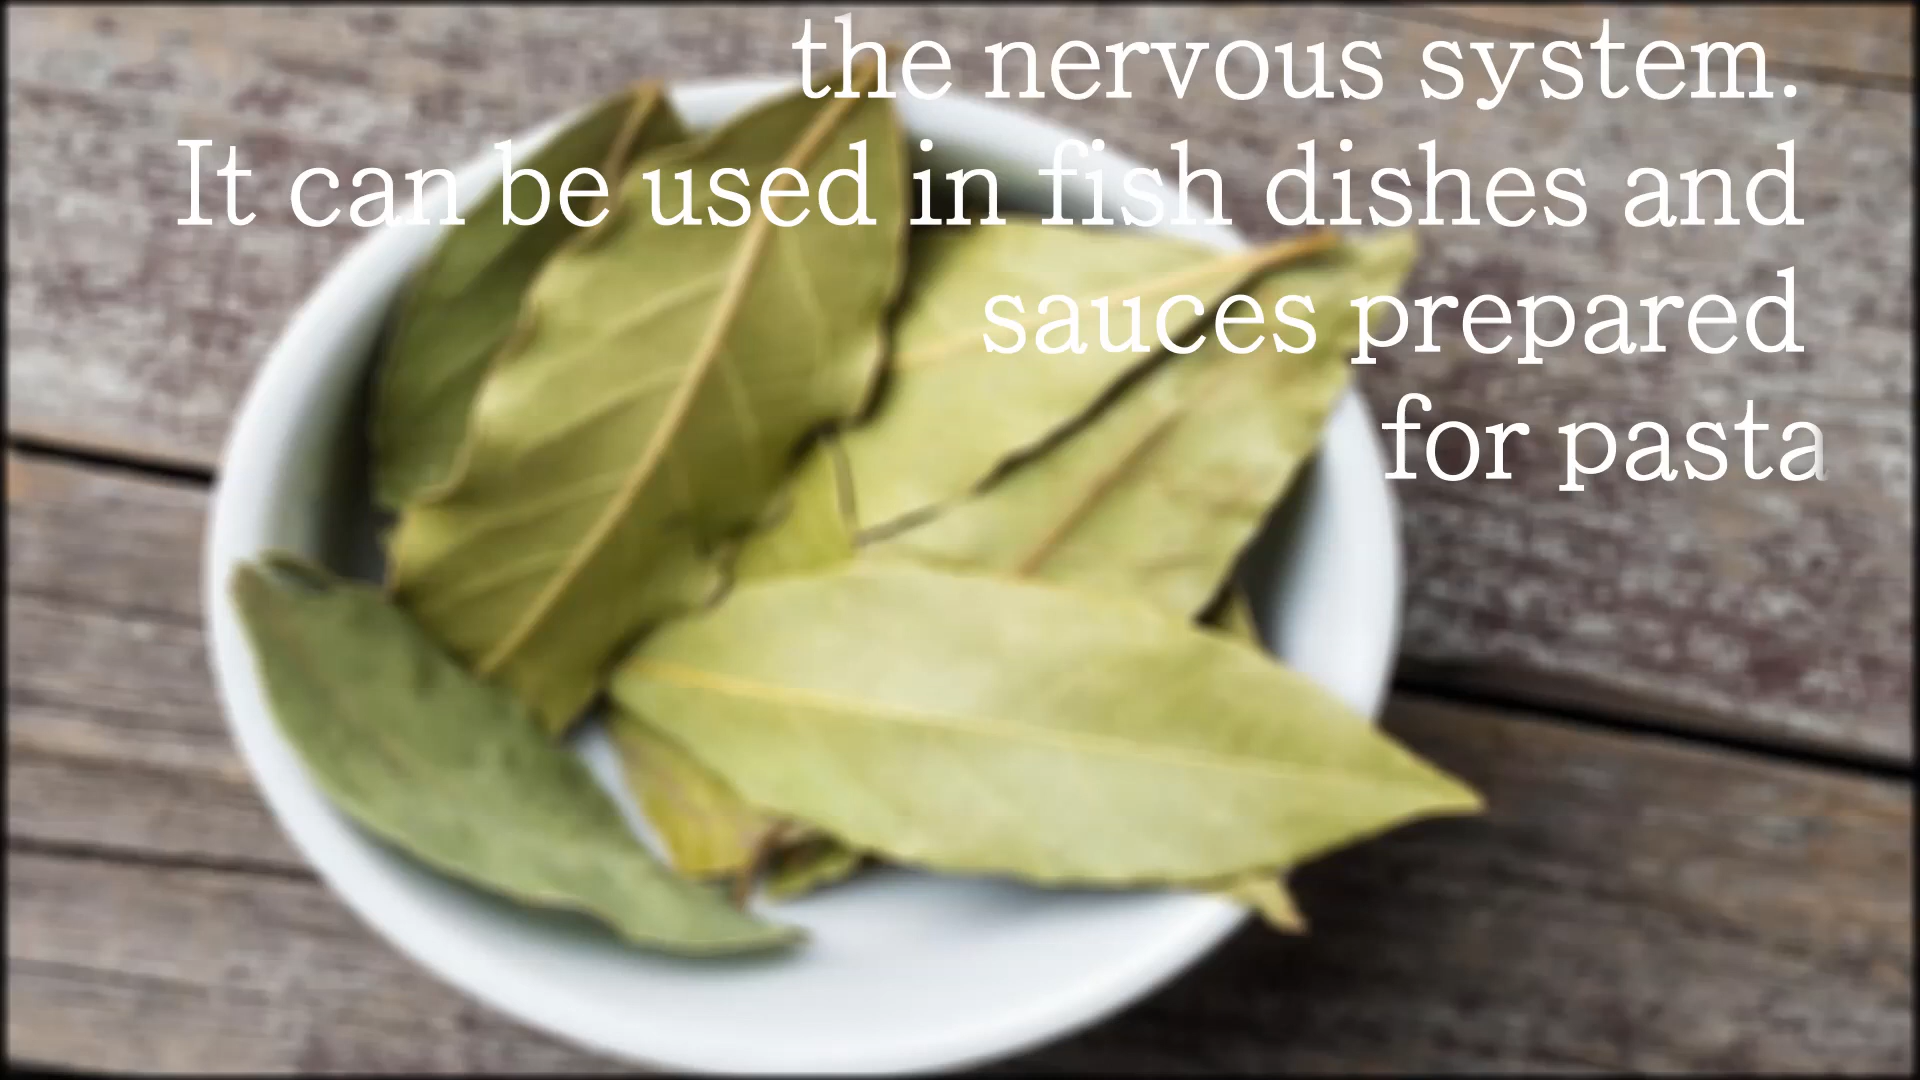 the nervous system.
It can be used in fish dishes and
sauces prepared
for pasta